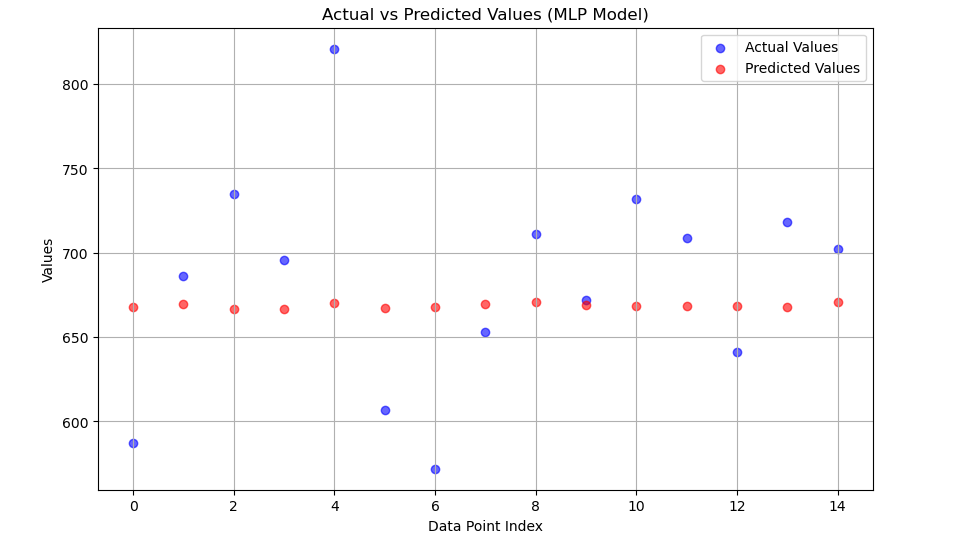 Actual vs Predicted Values (MLP Model)
Actual Values
Predicted Values
800
750
700
650
600
Values
0 2 4 6 8 10 12 14
Data Point Index